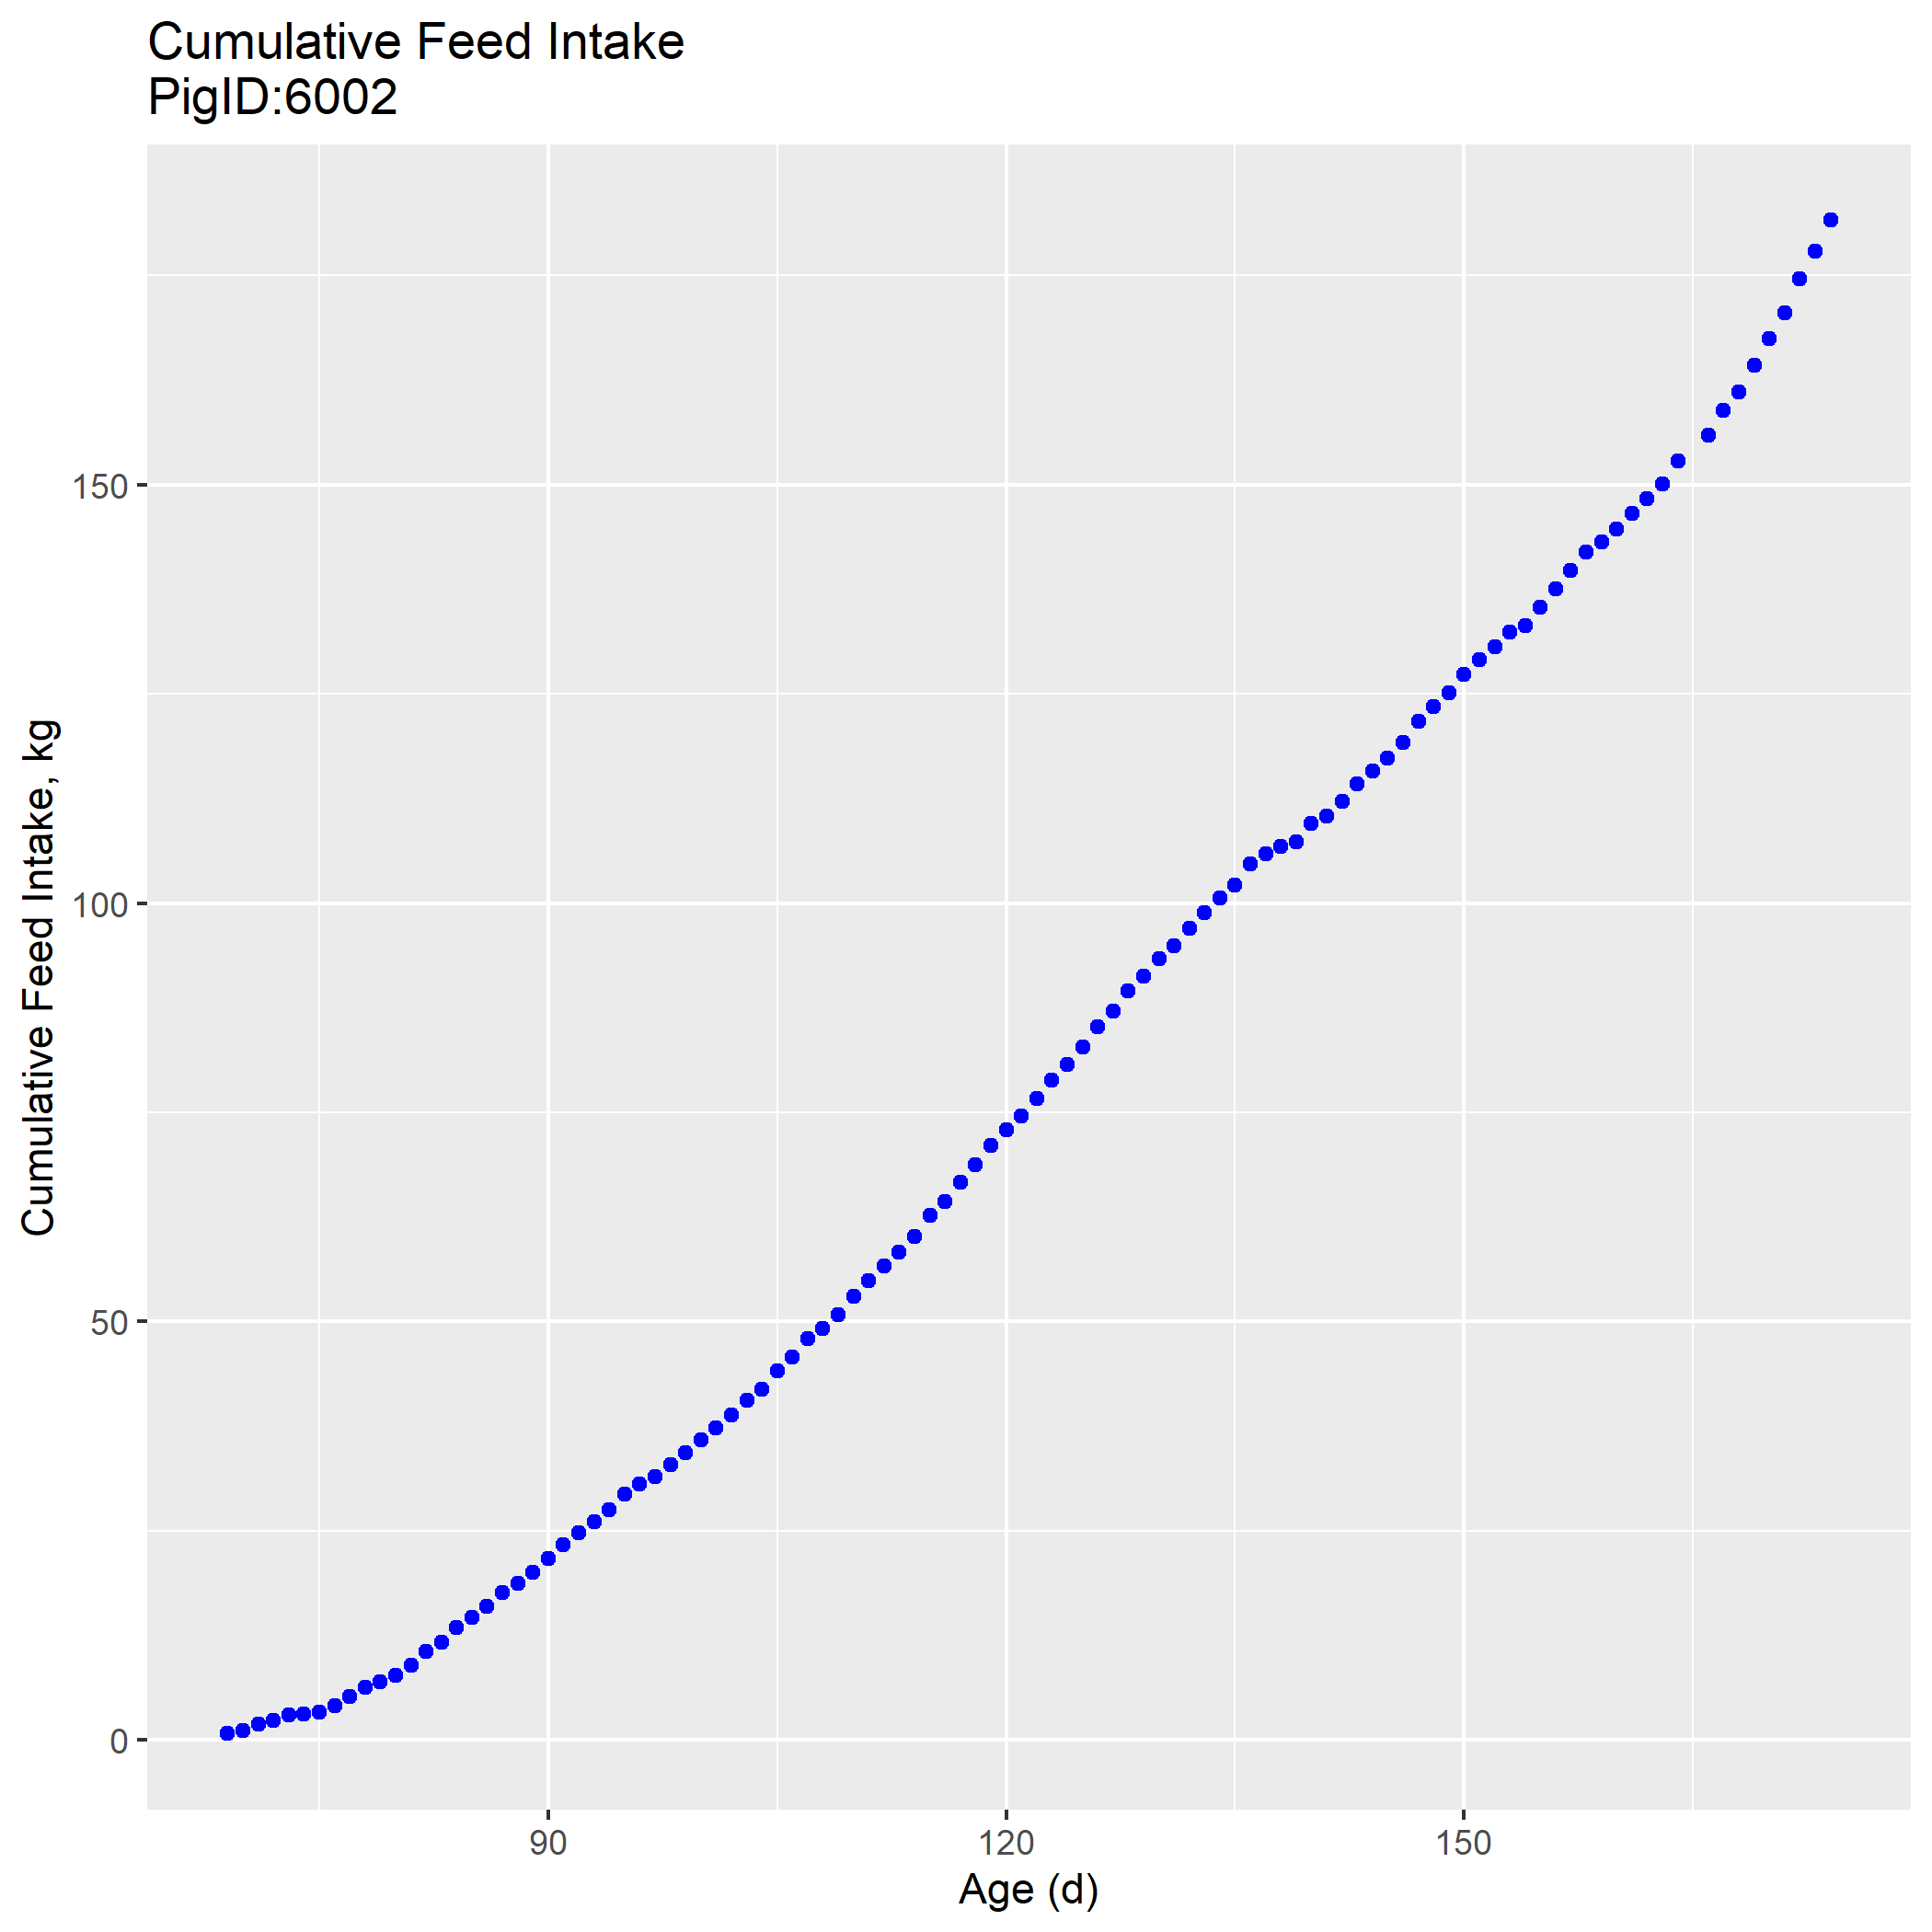 Cumulative Feed Intake
PigID:6002
Cumulative Feed Intake, kg
150
100
50
0
90
120
150
Age (d)